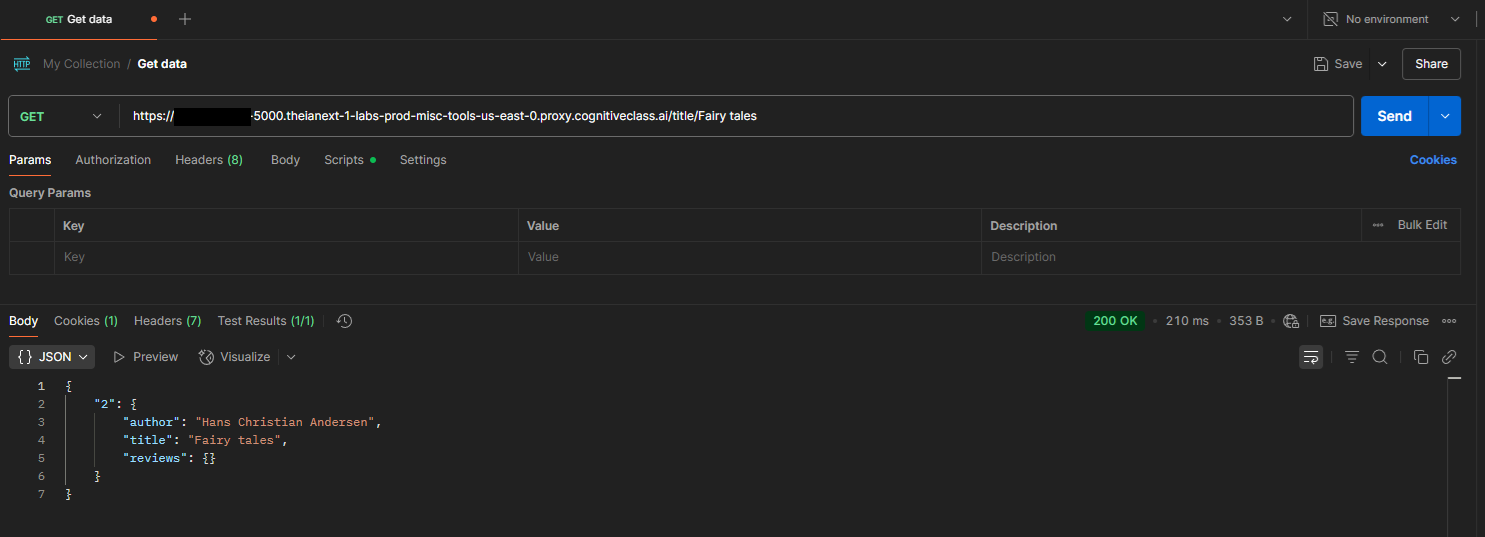 GET Get data
No environment
HTTP My Collection / Get data Save Share
GET https:// -5000.theianext-1-labs-prod-misc-tools-us-east-0.proxy.cognitiveclass.ai/title/Fairy tales Send
Params Authorization Headers (8) Body Scripts Settings Cookies
Query Params
Key Value Description Bulk Edit
Key Value Description
Body Cookies (1) Headers (7) Test Results (1/1) 200 OK 210 ms 353 B e.g. Save Response
{} JSON Preview Visualize
1 {
2 "2": {
3 "author": "Hans Christian Andersen",
4 "title": "Fairy tales",
5 "reviews": {}
6 }
7 }